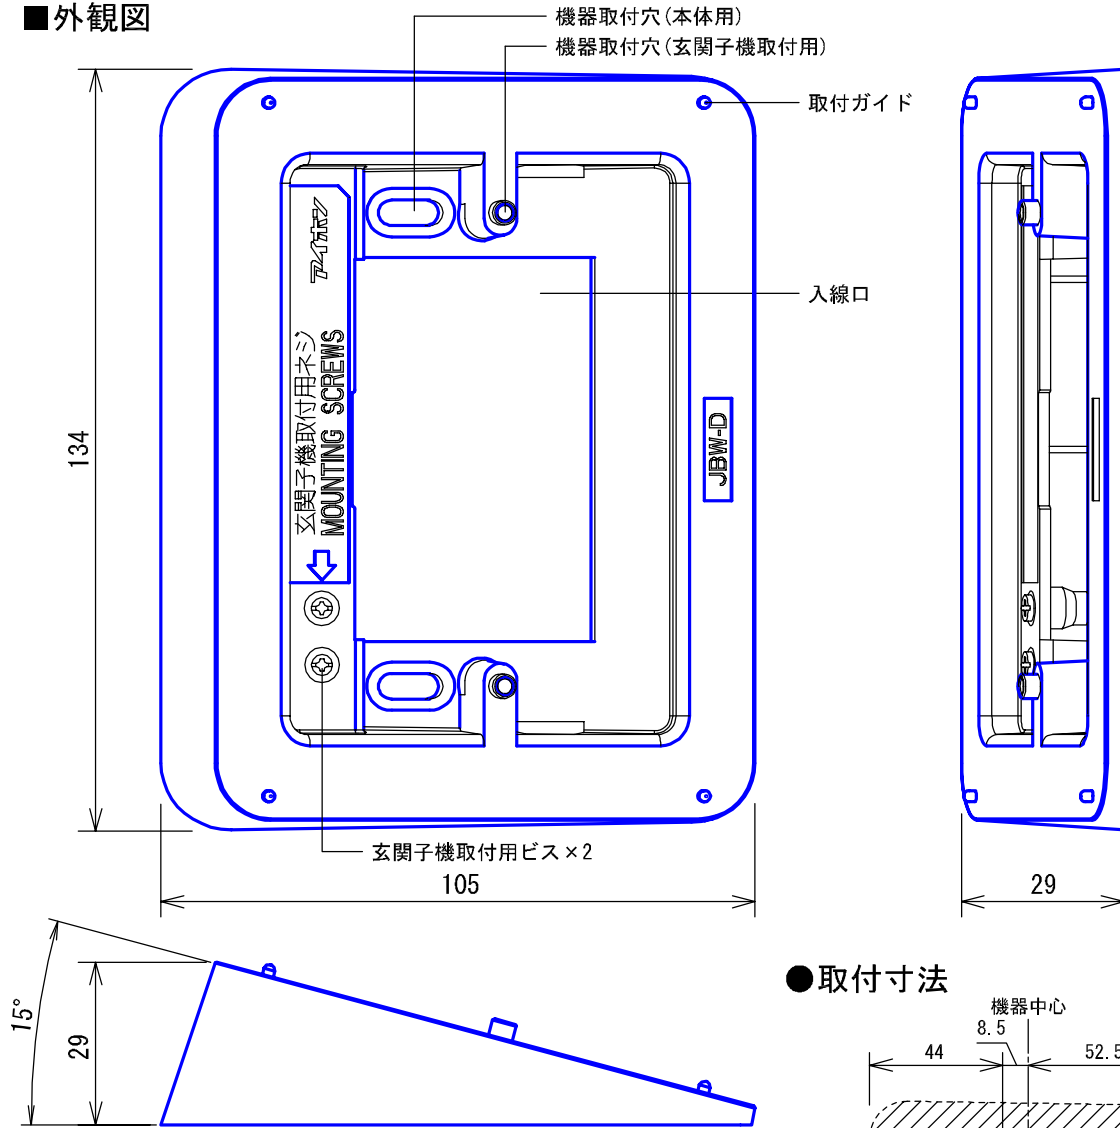 ■外観図
機器取付穴(本体用)
機器取付穴(玄関子機取付用)
取付ガイド
アイホン
入線口
玄関子機取付用ネジ
MOUNTING SCREWS
JBW-D
134
玄関子機取付用ビス×2
105
29
15°
29
●取付寸法
機器中心
8.5
44
52.5